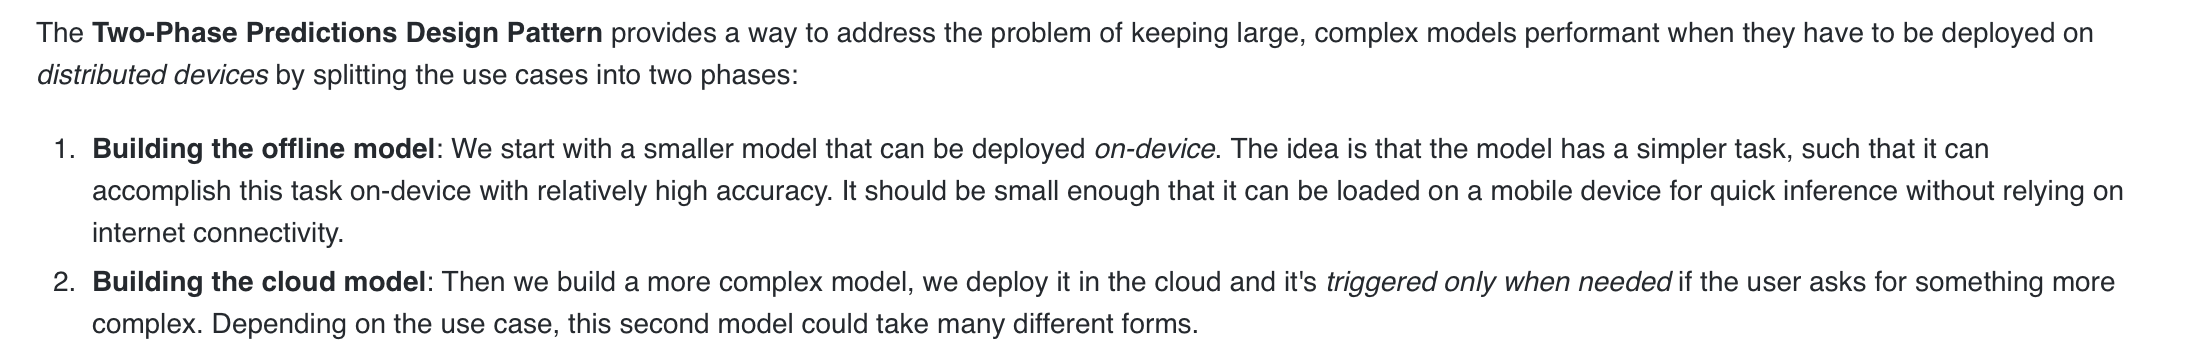 The Two-Phase Predictions Design Pattern provides a way to address the problem of keeping large, complex models performant when they have to be deployed on
distributed devices by splitting the use cases into two phases:
1. Building the offline model: We start with a smaller model that can be deployed on-device. The idea is that the model has a simpler task, such that it can
accomplish this task on-device with relatively high accuracy. It should be small enough that it can be loaded on a mobile device for quick inference without relying on
internet connectivity.
2. Building the cloud model: Then we build a more complex model, we deploy it in the cloud and it's triggered only when needed if the user asks for something more
complex. Depending on the use case, this second model could take many different forms.